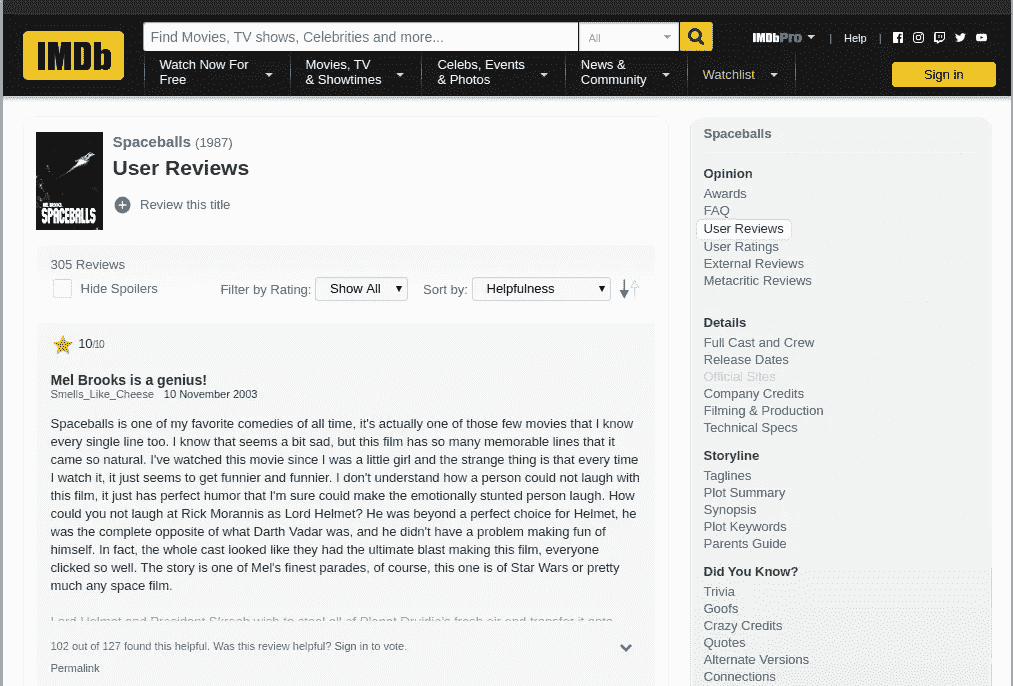 IMDb
Find Movies, TV shows, Celebrities and more...
All
IMDbPro
Help
Watch Now For Free
Movies, TV & Showtimes
Celebs, Events & Photos
News & Community
Watchlist
Sign in
MEL BROOKS
SPACEBALLS
Spaceballs (1987)
User Reviews
Review this title
305 Reviews
Hide Spoilers
Filter by Rating: Show All
Sort by: Helpfulness
10/10
Mel Brooks is a genius!
Smells_Like_Cheese 10 November 2003
Spaceballs is one of my favorite comedies of all time, it's actually one of those few movies that I know
every single line too. I know that seems a bit sad, but this film has so many memorable lines that it
came so natural. I've watched this movie since I was a little girl and the strange thing is that every time
I watch it, it just seems to get funnier and funnier. I don't understand how a person could not laugh with
this film, it just has perfect humor that I'm sure could make the emotionally stunted person laugh. How
could you not laugh at Rick Morannis as Lord Helmet? He was beyond a perfect choice for Helmet, he
was the complete opposite of what Darth Vadar was, and he didn't have a problem making fun of
himself. In fact, the whole cast looked like they had the ultimate blast making this film, everyone
clicked so well. The story is one of Mel's finest parades, of course, this one is of Star Wars or pretty
much any space film.
Lord Helmet and President Skroob wish to steal all of Planet Druidia's fresh air and transfer it onto
102 out of 127 found this helpful. Was this review helpful? Sign in to vote.
Permalink
Spaceballs
Opinion
Awards
FAQ
User Reviews
User Ratings
External Reviews
Metacritic Reviews
Details
Full Cast and Crew
Release Dates
Official Sites
Company Credits
Filming & Production
Technical Specs
Storyline
Taglines
Plot Summary
Synopsis
Plot Keywords
Parents Guide
Did You Know?
Trivia
Goofs
Crazy Credits
Quotes
Alternate Versions
Connections